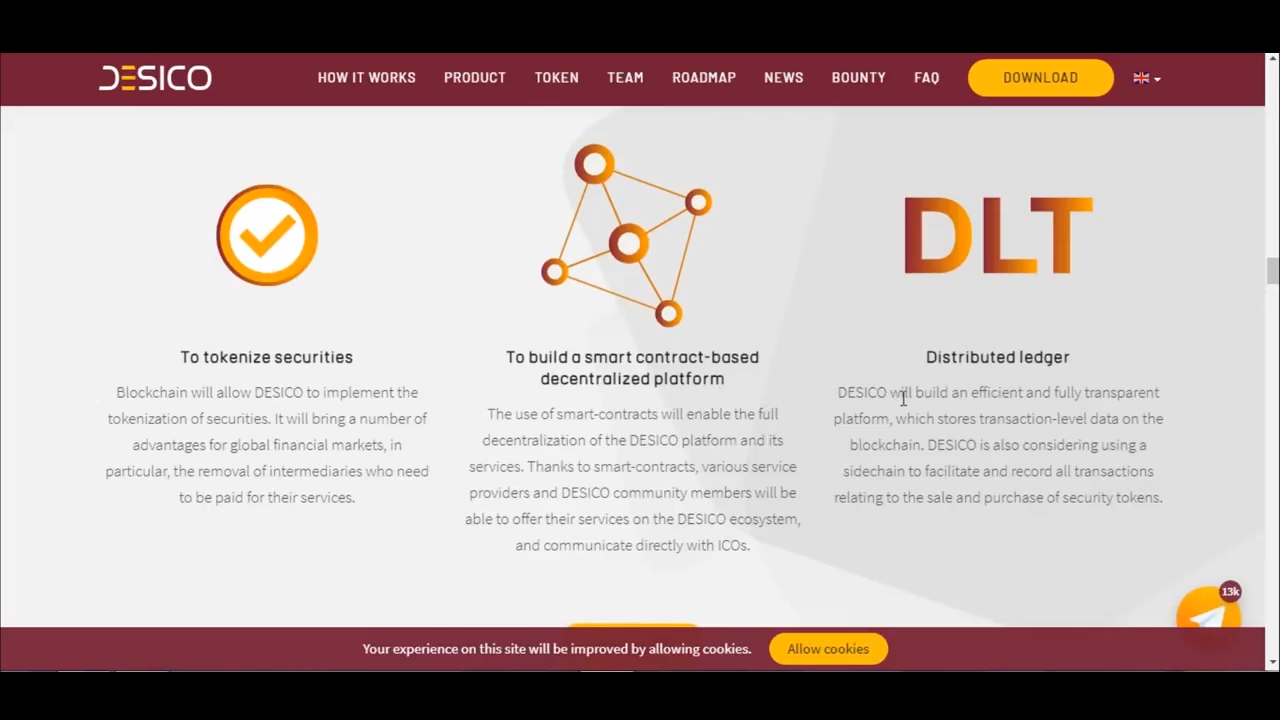 DESICO
HOW IT WORKS
PRODUCT
TOKEN
TEAM
ROADMAP
NEWS
BOUNTY
FAQ
DOWNLOAD
DLT
To tokenize securities
Blockchain will allow DESICO to implement the
tokenization of securities. It will bring a number of
advantages for global financial markets, in
particular, the removal of intermediaries who need
to be paid for their services.
To build a smart contract-based
decentralized platform
The use of smart-contracts will enable the full
decentralization of the DESICO platform and its
services. Thanks to smart-contracts, various service
providers and DESICO community members will be
able to offer their services on the DESICO ecosystem,
and communicate directly with ICOs.
Distributed ledger
DESICO will build an efficient and fully transparent
platform, which stores transaction-level data on the
blockchain. DESICO is also considering using a
sidechain to facilitate and record all transactions
relating to the sale and purchase of security tokens.
13k
Your experience on this site will be improved by allowing cookies.
Allow cookies